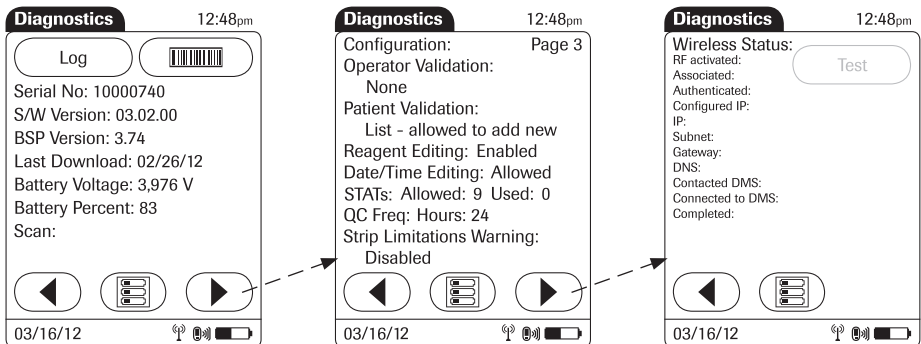 Diagnostics 12:48pm
Log
Serial No: 10000740
S/W Version: 03.02.00
BSP Version: 3.74
Last Download: 02/26/12
Battery Voltage: 3,976 V
Battery Percent: 83
Scan:
03/16/12
Diagnostics 12:48pm
Configuration: Page 3
Operator Validation:
None
Patient Validation:
List - allowed to add new
Reagent Editing: Enabled
Date/Time Editing: Allowed
STATs: Allowed: 9 Used: 0
QC Freq: Hours: 24
Strip Limitations Warning:
Disabled
03/16/12
Diagnostics 12:48pm
Wireless Status:
Test
RF activated:
Associated:
Authenticated:
Configured IP:
IP:
Subnet:
Gateway:
DNS:
Contacted DMS:
Connected to DMS:
Completed:
03/16/12